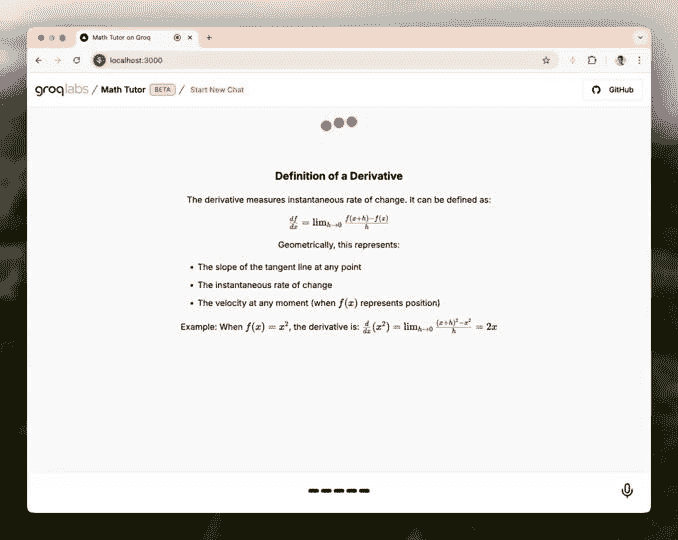 Math Tutor on Groq
localhost:3000
groqlabs / Math Tutor BETA / Start New Chat
GitHub
Definition of a Derivative
The derivative measures instantaneous rate of change. It can be defined as:
df/dx = lim h→0 f(x+h)−f(x)/h
Geometrically, this represents:
• The slope of the tangent line at any point
• The instantaneous rate of change
• The velocity at any moment (when f(x) represents position)
Example: When f(x) = x², the derivative is: d/dx(x²) = lim h→0 (x+h)²−x²/h = 2x